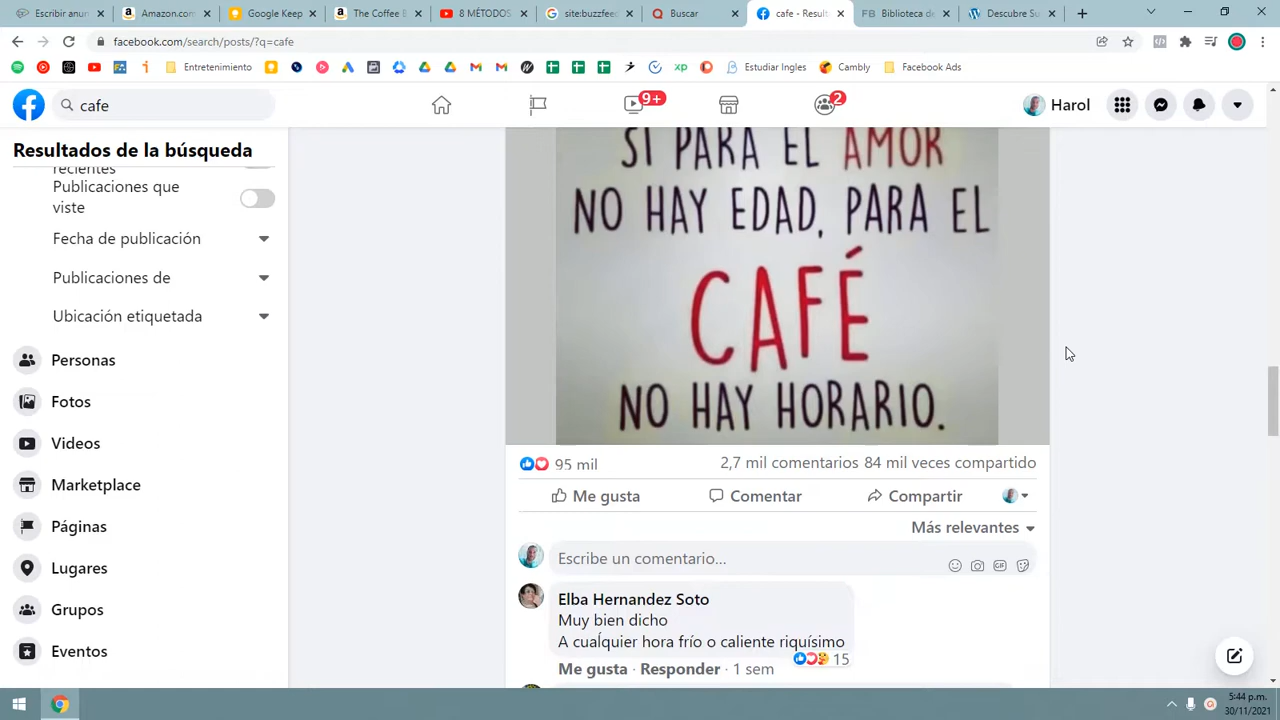 Escribir anun
Amazon.com
Google Keep
The Coffee B
8 MÉTODOS
site:buzzfeed
Buscar
cafe - Result
Biblioteca de
Descubre Su
facebook.com/search/posts/?q=cafe
Entretenimiento
Estudiar Ingles
Cambly
Facebook Ads
cafe
9+
2
Harol
Resultados de la búsqueda
recientes
Publicaciones que
viste
Fecha de publicación
Publicaciones de
Ubicación etiquetada
Personas
Fotos
Videos
Marketplace
Páginas
Lugares
Grupos
Eventos
SI PARA EL AMOR
NO HAY EDAD, PARA EL
CAFÉ
NO HAY HORARIO.
95 mil
2,7 mil comentarios 84 mil veces compartido
Me gusta
Comentar
Compartir
Más relevantes
Escribe un comentario...
GIF
Elba Hernandez Soto
Muy bien dicho
A cuaĺquier hora frío o caliente riquísimo
15
Me gusta · Responder · 1 sem
5:44 p.m.
30/11/2021